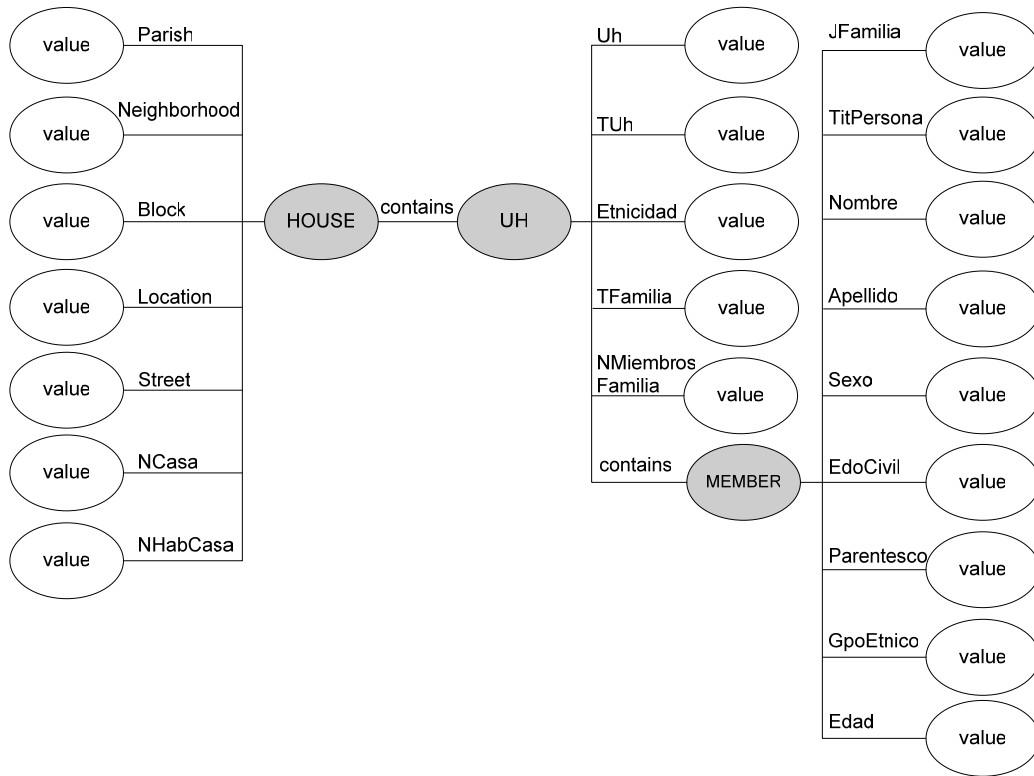 value
Parish
value
Neighborhood
value
Block
value
Location
value
Street
value
NCasa
value
NHabCasa
HOUSE
contains
UH
Uh
value
TUh
value
Etnicidad
value
TFamilia
value
NMiembros
Familia
value
contains
MEMBER
JFamilia
value
TitPersona
value
Nombre
value
Apellido
value
Sexo
value
EdoCivil
value
Parentesco
value
GpoEtnico
value
Edad
value